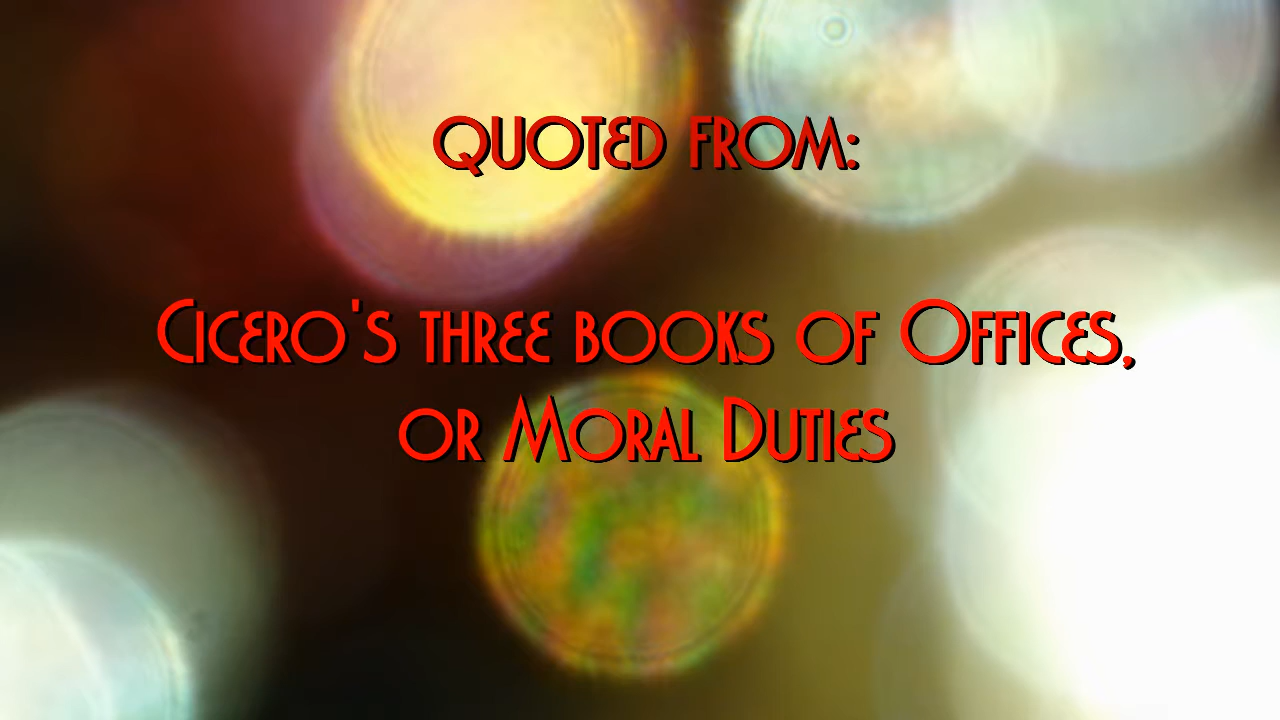 QUOTED FROM:
Cicero's three books of Offices,
or Moral Duties